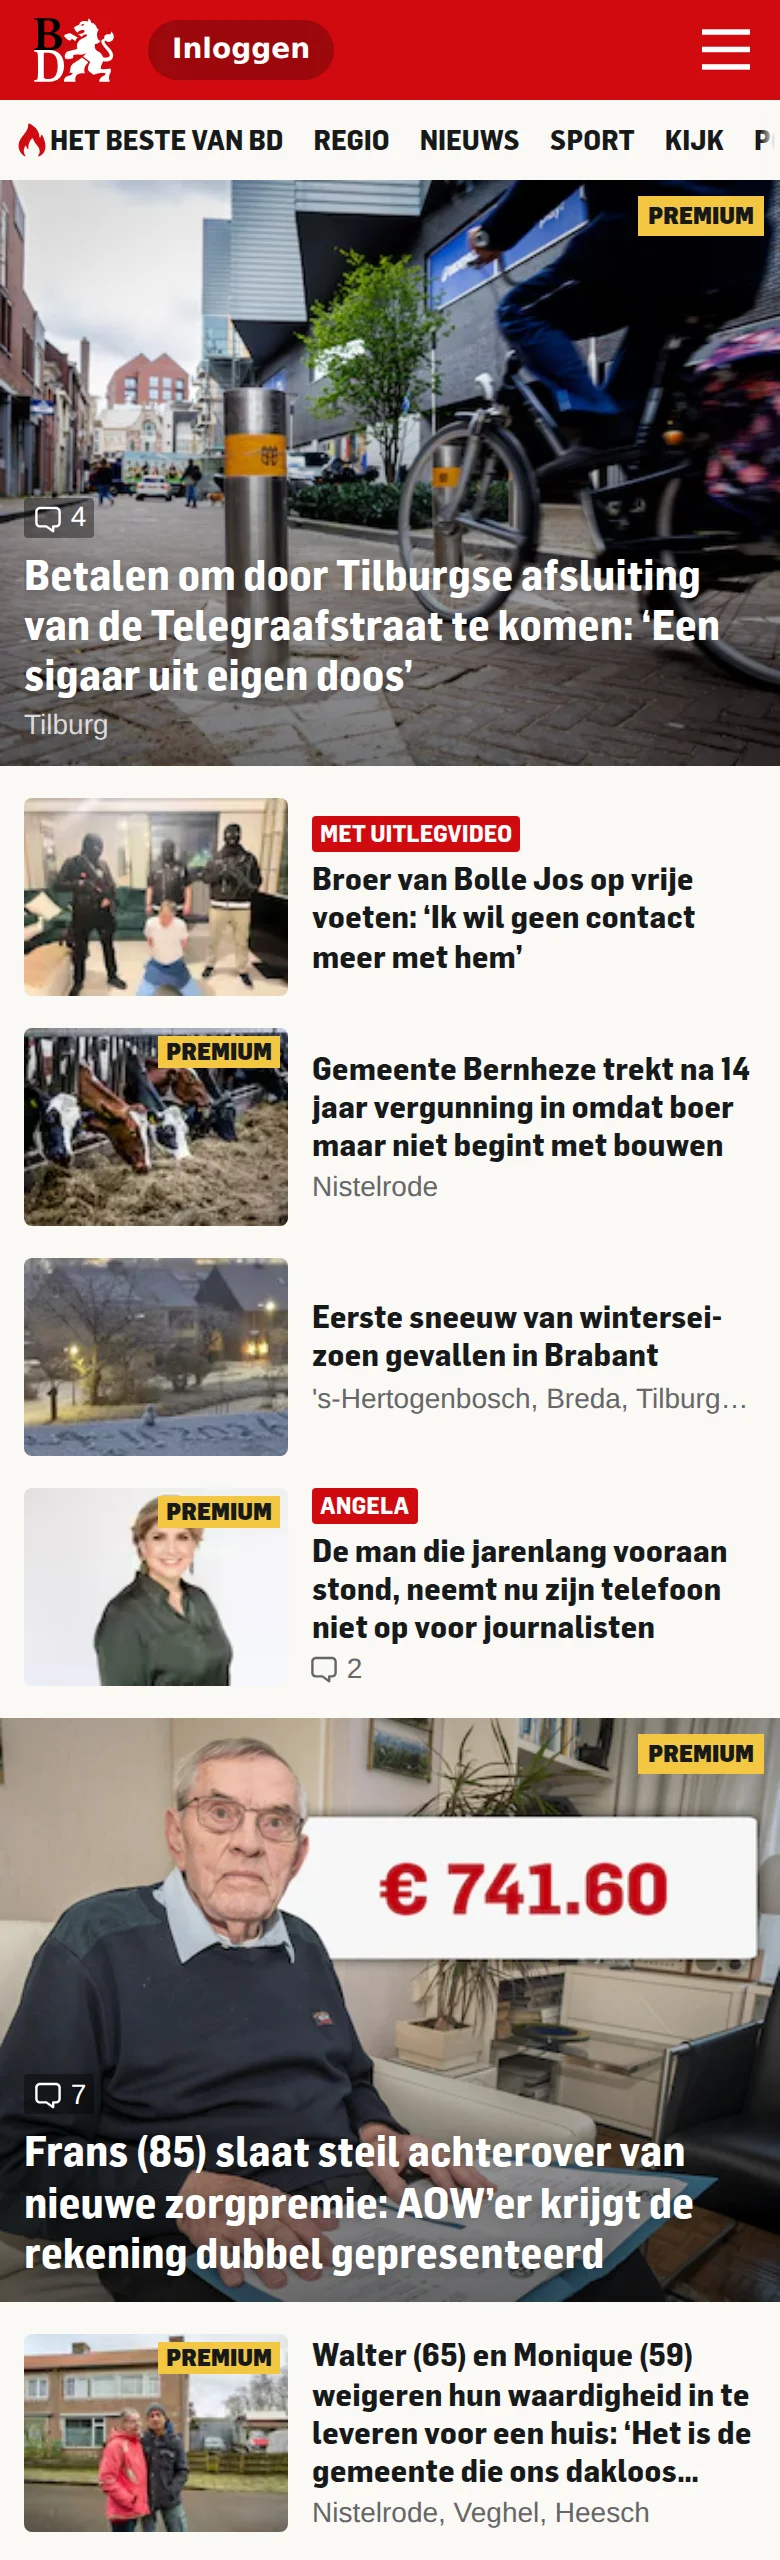 BD
Inloggen
HET BESTE VAN BD REGIO NIEUWS SPORT KIJK
PREMIUM
4
Betalen om door Tilburgse afsluiting
van de Telegraafstraat te komen: ‘Een
sigaar uit eigen doos’
Tilburg
MET UITLEGVIDEO
Broer van Bolle Jos op vrije
voeten: ‘Ik wil geen contact
meer met hem’
PREMIUM
Gemeente Bernheze trekt na 14
jaar vergunning in omdat boer
maar niet begint met bouwen
Nistelrode
Eerste sneeuw van wintersei-
zoen gevallen in Brabant
's-Hertogenbosch, Breda, Tilburg...
PREMIUM
ANGELA
De man die jarenlang vooraan
stond, neemt nu zijn telefoon
niet op voor journalisten
2
PREMIUM
€ 741.60
7
Frans (85) slaat steil achterover van
nieuwe zorgpremie: AOW’er krijgt de
rekening dubbel gepresenteerd
PREMIUM
Walter (65) en Monique (59)
weigeren hun waardigheid in te
leveren voor een huis: ‘Het is de
gemeente die ons dakloos...
Nistelrode, Veghel, Heesch